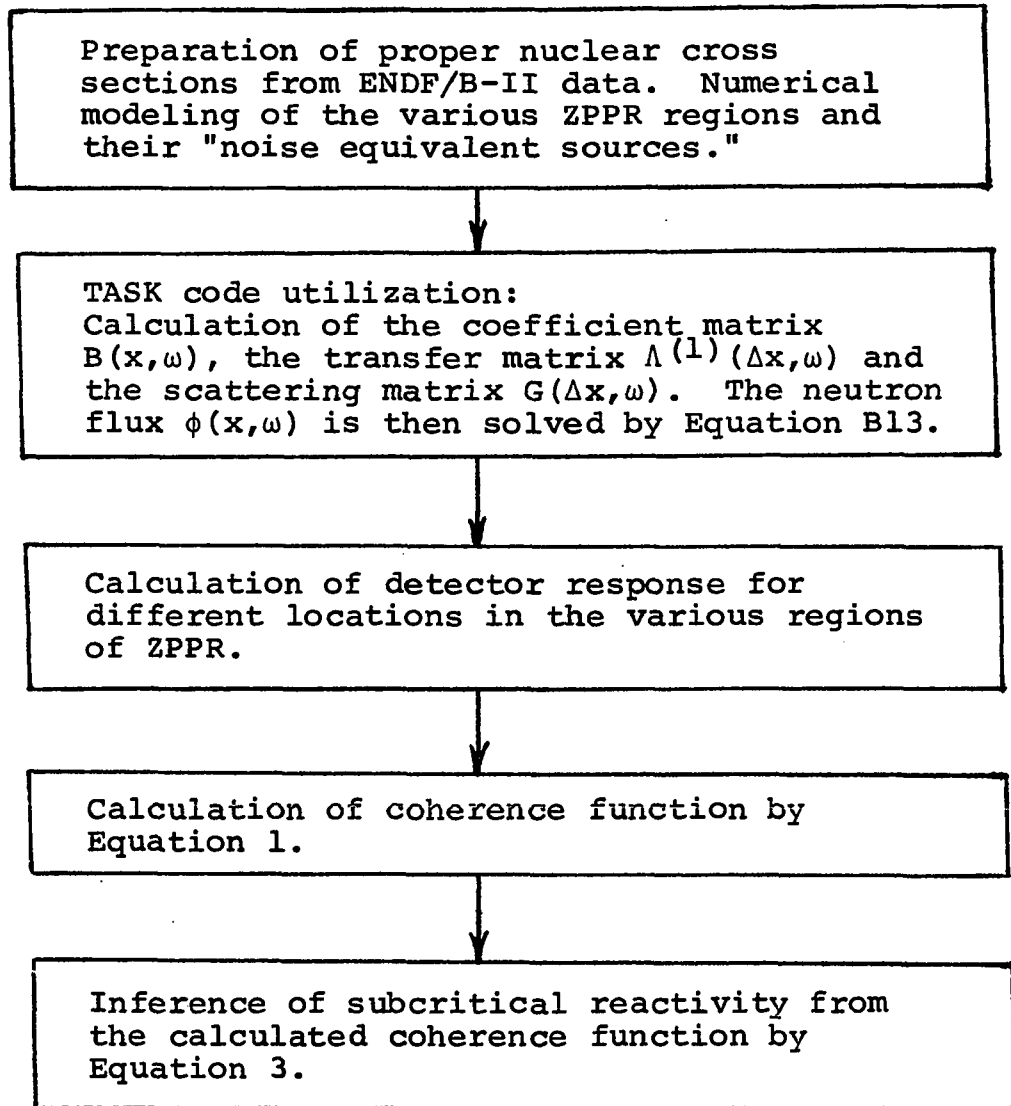 Preparation of proper nuclear cross
sections from ENDF/B-II data. Numerical
modeling of the various ZPPR regions and
their "noise equivalent sources."
TASK code utilization:
Calculation of the coefficient matrix
B(x,ω), the transfer matrix Λ(1)(Δx,ω) and
the scattering matrix G(Δx,ω). The neutron
flux φ(x,ω) is then solved by Equation B13.
Calculation of detector response for
different locations in the various regions
of ZPPR.
Calculation of coherence function by
Equation 1.
Inference of subcritical reactivity from
the calculated coherence function by
Equation 3.